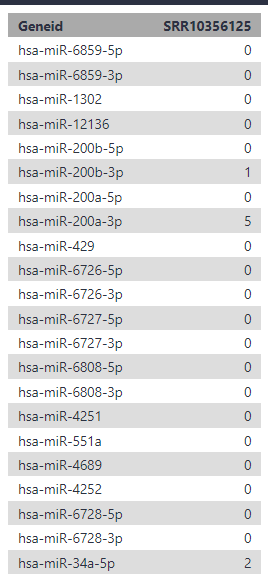 Geneid SRR10356125
hsa-miR-6859-5p 0
hsa-miR-6859-3p 0
hsa-miR-1302 0
hsa-miR-12136 0
hsa-miR-200b-5p 0
hsa-miR-200b-3p 1
hsa-miR-200a-5p 0
hsa-miR-200a-3p 5
hsa-miR-429 0
hsa-miR-6726-5p 0
hsa-miR-6726-3p 0
hsa-miR-6727-5p 0
hsa-miR-6727-3p 0
hsa-miR-6808-5p 0
hsa-miR-6808-3p 0
hsa-miR-4251 0
hsa-miR-551a 0
hsa-miR-4689 0
hsa-miR-4252 0
hsa-miR-6728-5p 0
hsa-miR-6728-3p 0
hsa-miR-34a-5p 2